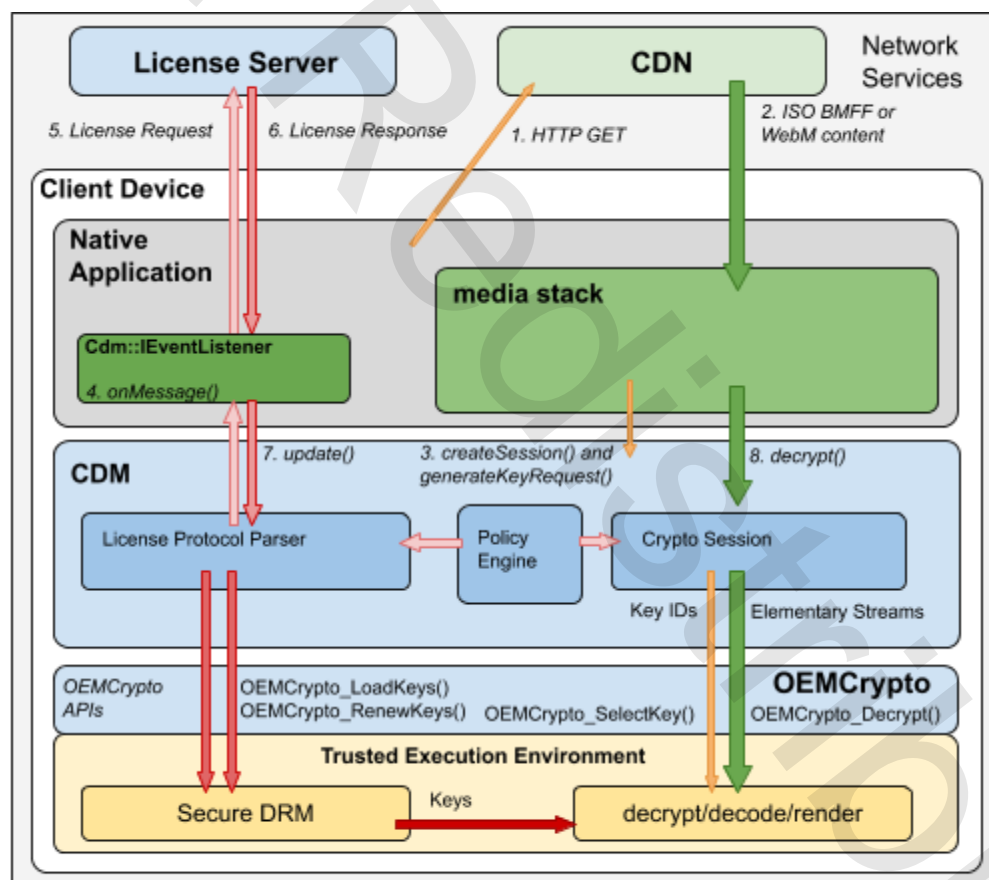 License Server
CDN
Network
Services
5. License Request
6. License Response
1. HTTP GET
2. ISO BMFF or
WebM content
Client Device
Native
Application
media stack
Cdm::IEventListener
4. onMessage()
7. update()
3. createSession() and
generateKeyRequest()
8. decrypt()
CDM
License Protocol Parser
Policy
Engine
Crypto Session
Key IDs
Elementary Streams
OEMCrypto
APIs
OEMCrypto_LoadKeys()
OEMCrypto_RenewKeys()
OEMCrypto_SelectKey()
OEMCrypto
OEMCrypto_Decrypt()
Trusted Execution Environment
Secure DRM
Keys
decrypt/decode/render